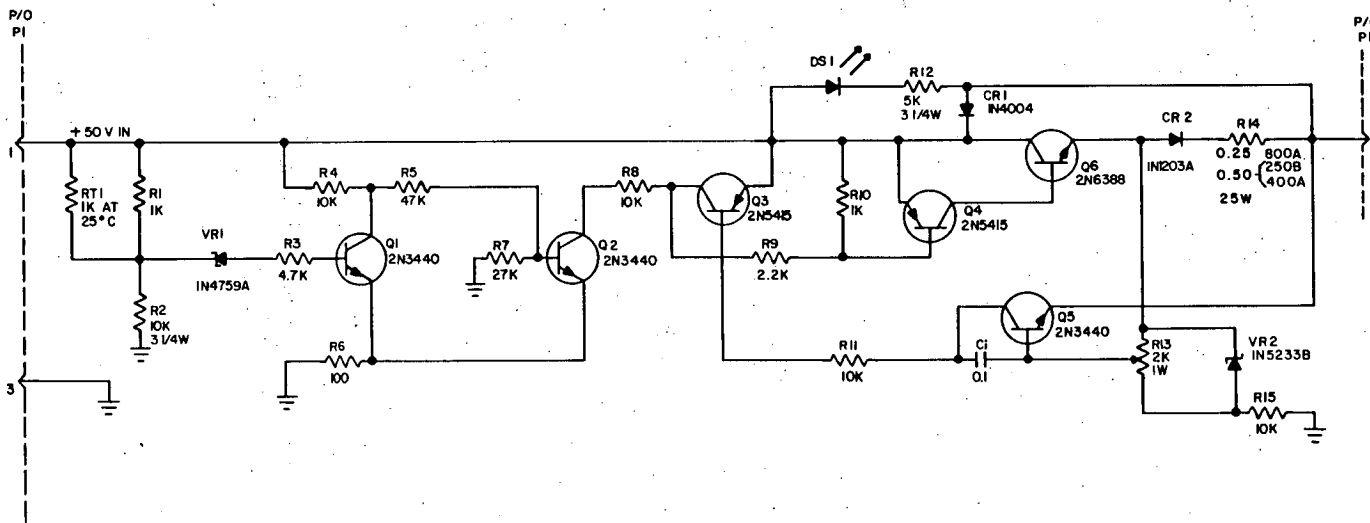 P/O
P1
P/O
P1
DS1
R12
5K
3 1/4W
CR1
1N4004
+50 V IN
1
CR 2
R14
1N1203A
0.25
0.50
800A
250B
400A
25W
Q6
2N6388
R4
10K
R5
47K
R8
10K
Q3
2N5415
R10
1K
Q4
2N5415
RT1
1K AT
25°C
R1
1K
VR1
1N4759A
R3
4.7K
Q1
2N3440
R7
27K
Q2
2N3440
R9
2.2K
R2
10K
3 1/4W
Q5
2N3440
R6
100
R11
10K
C1
0.1
R13
2K
1W
VR2
1N5233B
3
R15
10K